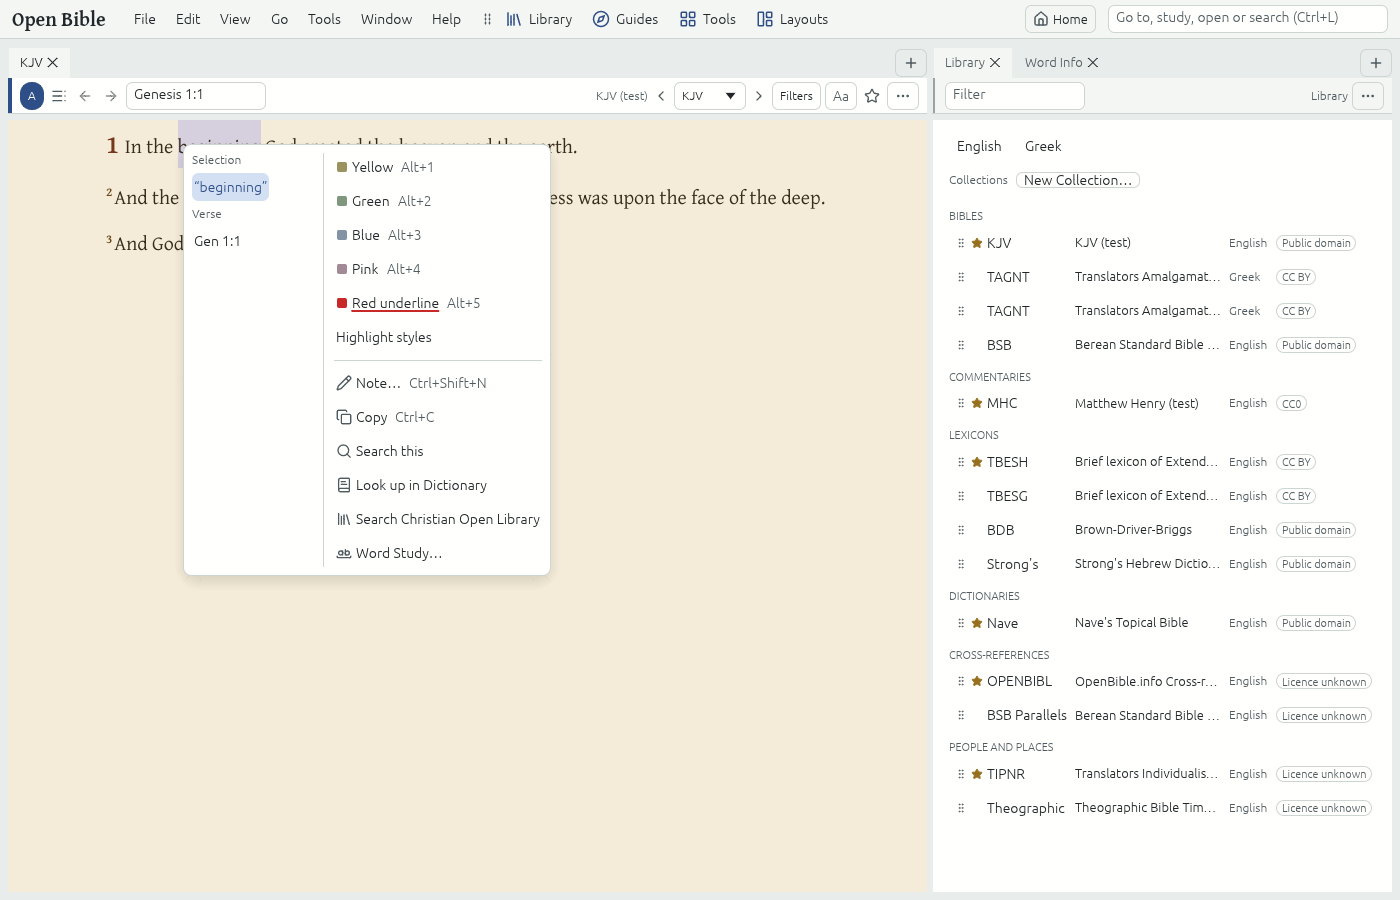 Open Bible File Edit View Go Tools Window Help Library Guides Tools Layouts Home Go to, study, open or search (Ctrl+L)
KJV
Library Word Info
A Genesis 1:1 KJV (test) KJV Filters Aa
Filter Library
1 In the
rth.
2 And the
ess was upon the face of the deep.
3 And God
Selection
“beginning”
Verse
Gen 1:1
Yellow Alt+1
Green Alt+2
Blue Alt+3
Pink Alt+4
Red underline Alt+5
Highlight styles
Note… Ctrl+Shift+N
Copy Ctrl+C
Search this
Look up in Dictionary
Search Christian Open Library
Word Study…
English Greek
Collections New Collection…
BIBLES
KJV KJV (test) English Public domain
TAGNT Translators Amalgamat… Greek CC BY
TAGNT Translators Amalgamat… Greek CC BY
BSB Berean Standard Bible … English Public domain
COMMENTARIES
MHC Matthew Henry (test) English CC0
LEXICONS
TBESH Brief lexicon of Extend… English CC BY
TBESG Brief lexicon of Extend… English CC BY
BDB Brown-Driver-Briggs English Public domain
Strong's Strong's Hebrew Dictio… English Public domain
DICTIONARIES
Nave Nave's Topical Bible English Public domain
CROSS-REFERENCES
OPENBIBL OpenBible.info Cross-r… English Licence unknown
BSB Parallels Berean Standard Bible … English Licence unknown
PEOPLE AND PLACES
TIPNR Translators Individualis… English Licence unknown
Theographic Theographic Bible Tim… English Licence unknown